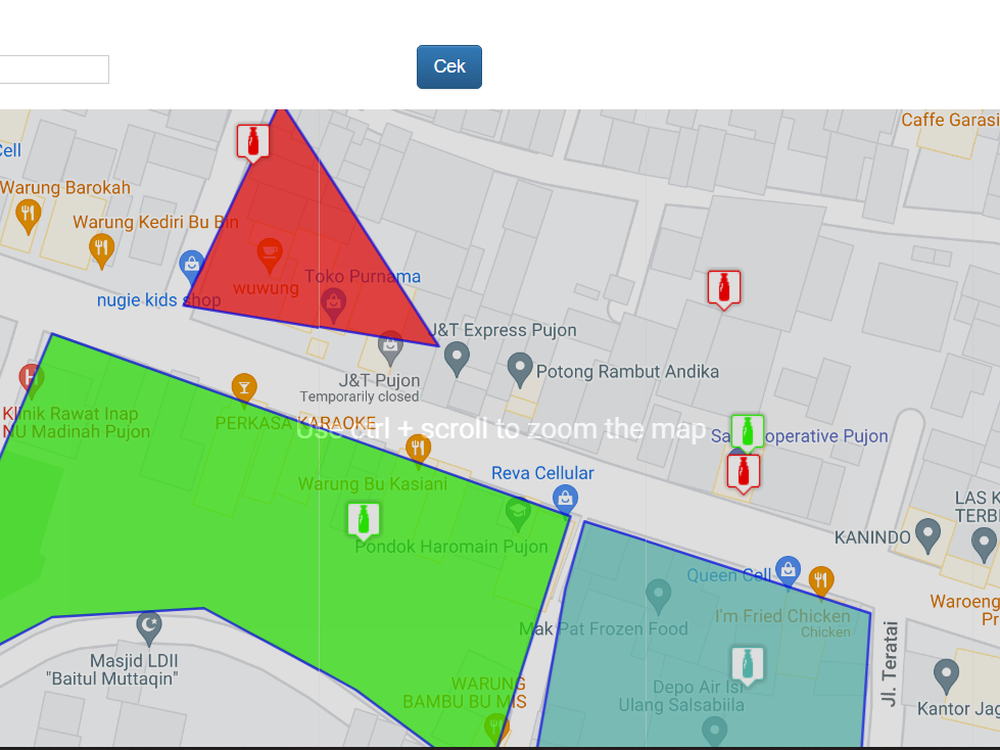 Cek
Caffe Garasi
Cell
Warung Barokah
Warung Kediri Bu Bin
nugie kids shop
wuwung
Toko Purnama
J&T Express Pujon
J&T Pujon
Temporarily closed
Potong Rambut Andika
H
Klinik Rawat Inap
NU Madinah Pujon
PERKASA KARAOKE
Use ctrl + scroll to zoom the map
operative Pujon
Reva Cellular
Warung Bu Kasiani
LAS K
TERBI
KANINDO
Pondok Haromain Pujon
Queen Cell
Waroeng
Pr
I'm Fried Chicken
Chicken
Mak Pat Frozen Food
Masjid LDII
"Baitul Muttaqin"
Jl. Teratai
WARUNG
BAMBU BU MIS
Depo Air Isi
Ulang Salsabiila
Kantor Jag